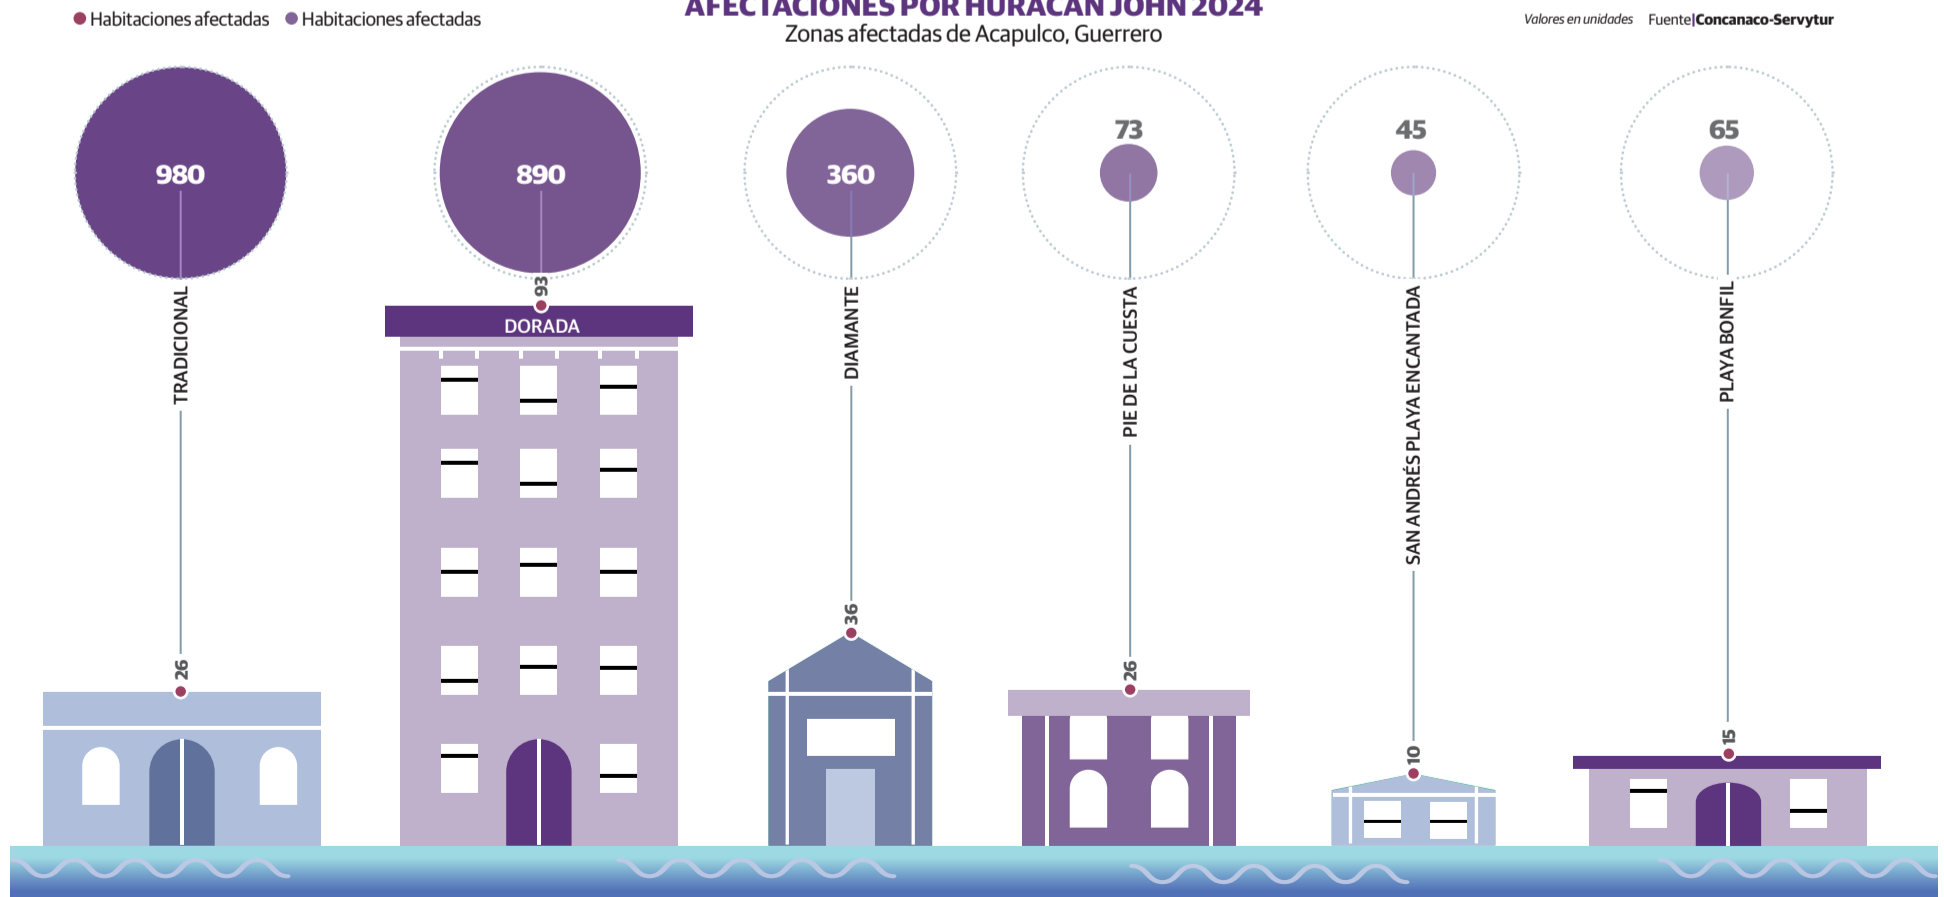 AFECTACIONES POR HURACÁN JOHN 2024
Zonas afectadas de Acapulco, Guerrero
Habitaciones afectadas
Habitaciones afectadas
Valores en unidades Fuente|Concanaco-Servytur
980
TRADICIONAL
26
890
93
DORADA
360
DIAMANTE
36
73
PIE DE LA CUESTA
26
45
SAN ANDRÉS PLAYA ENCANTADA
10
65
PLAYA BONFIL
15